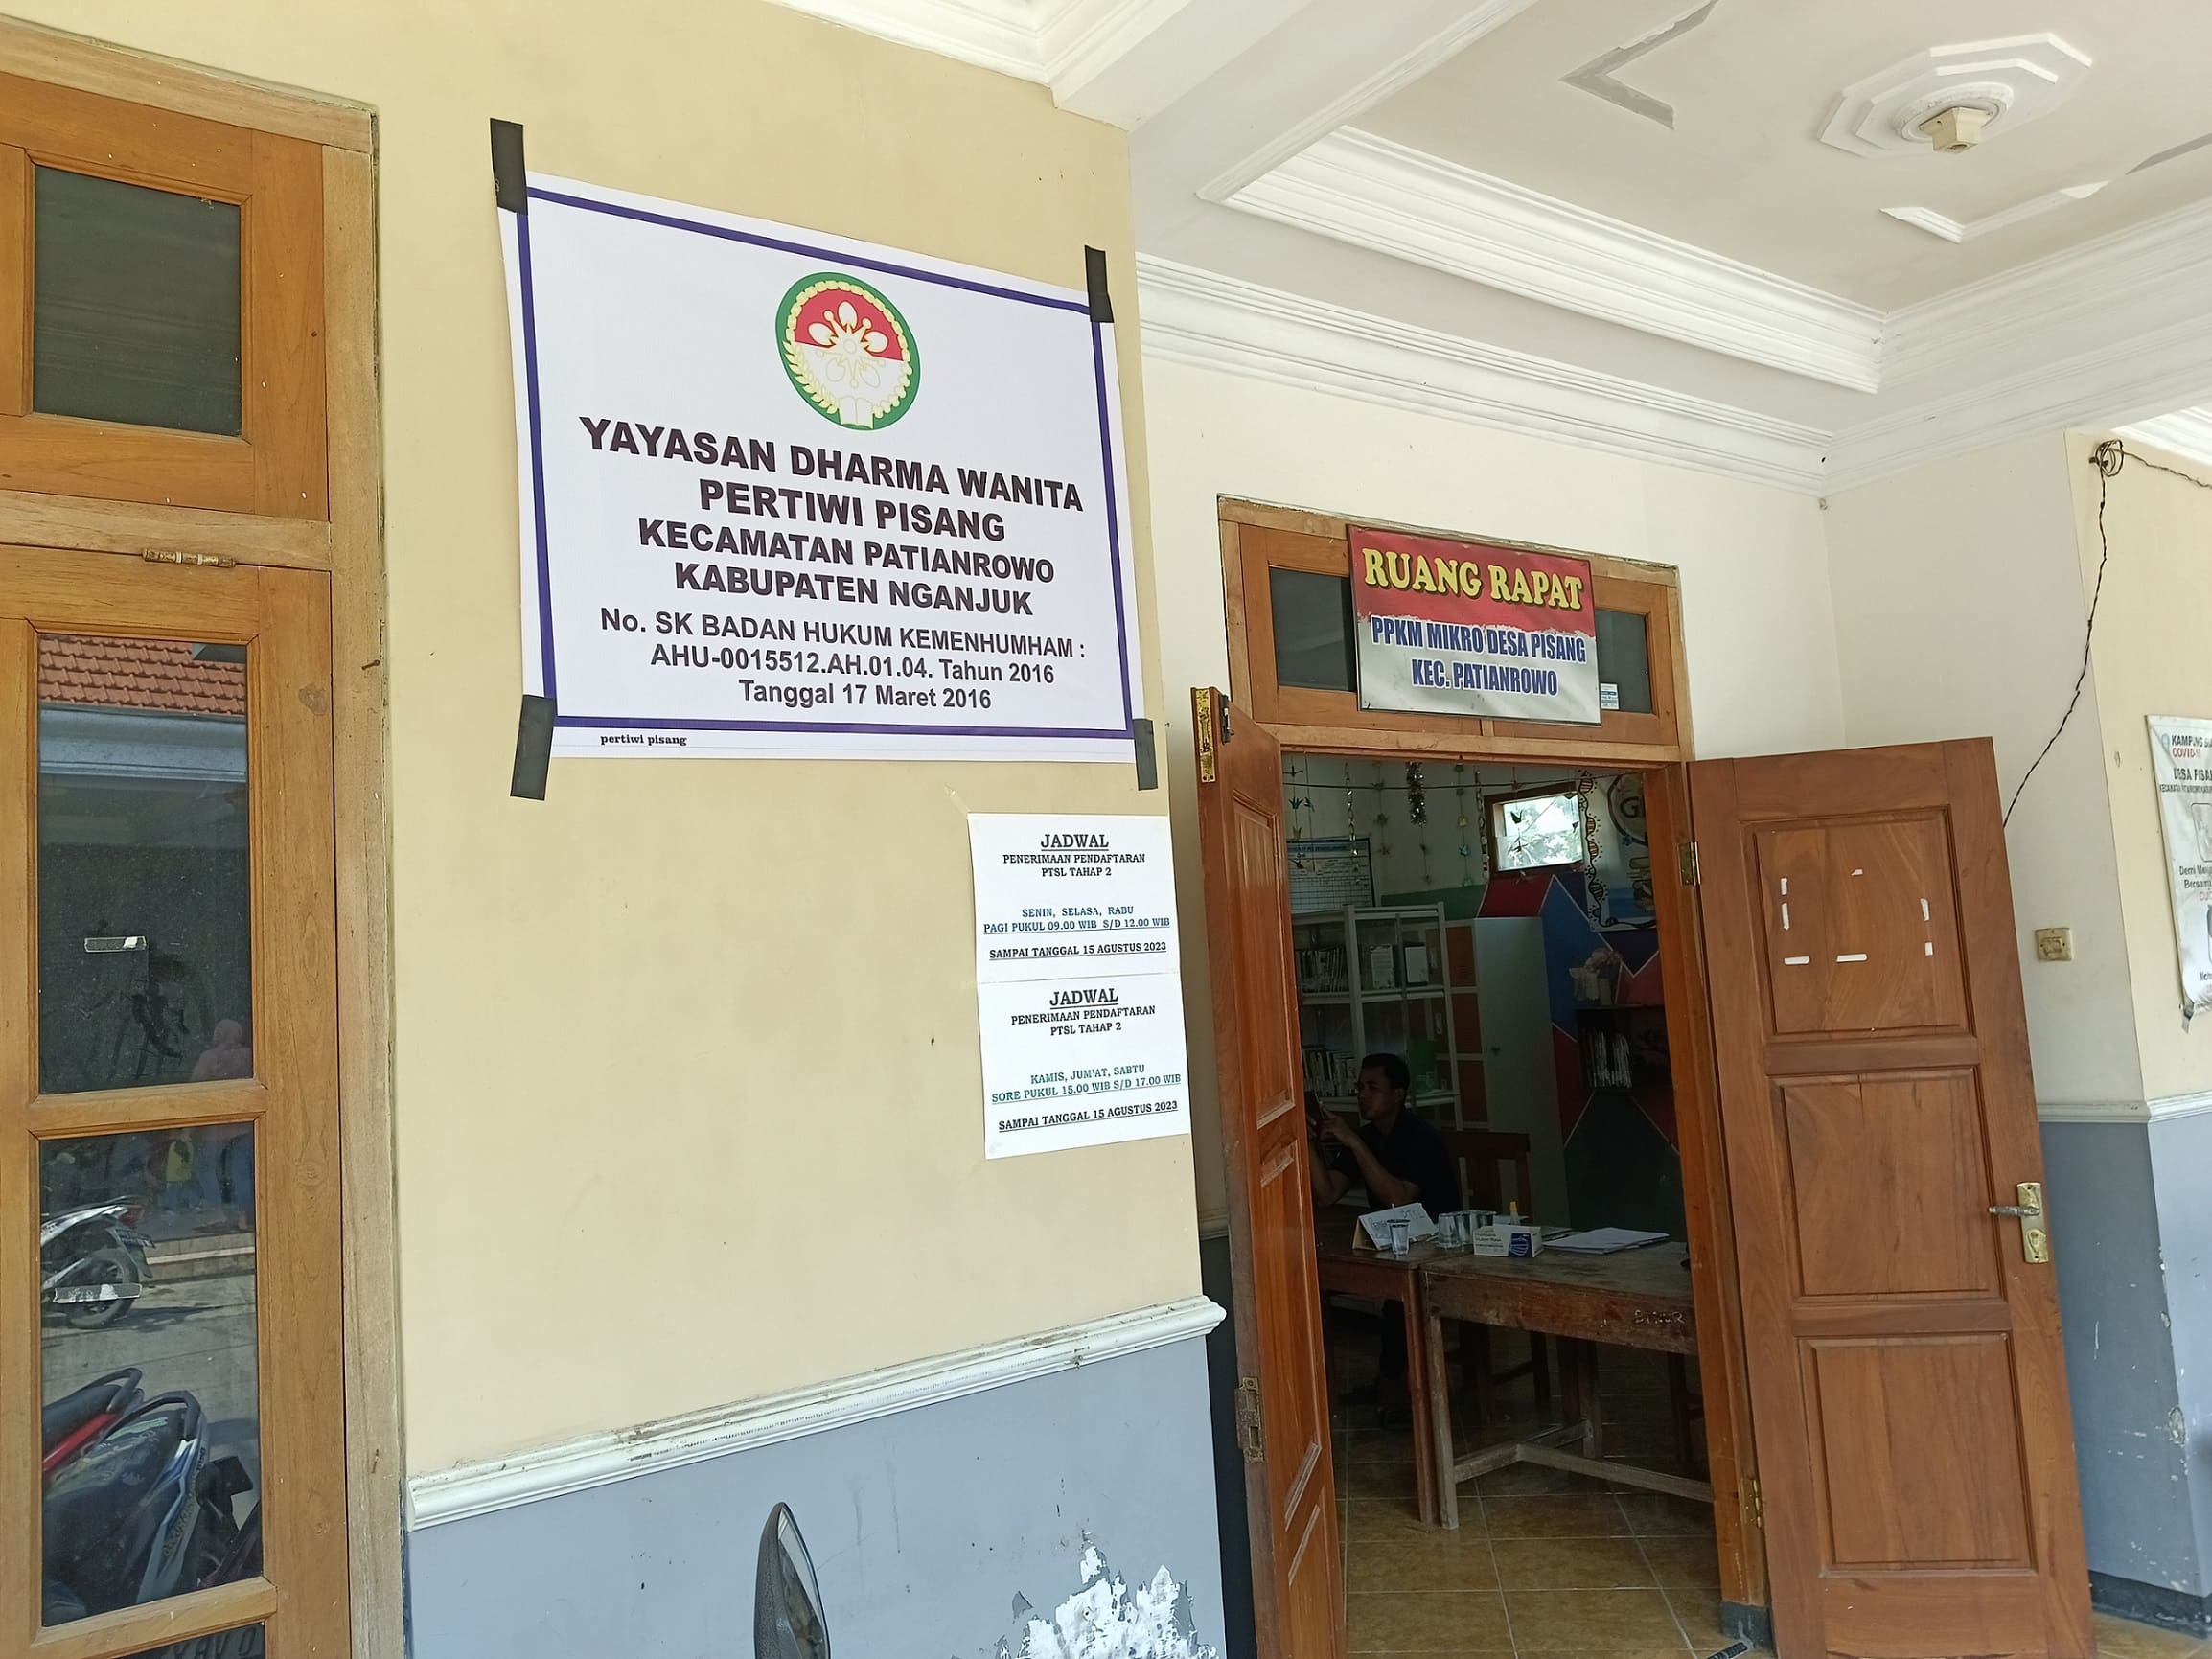 YAYASAN DHARMA WANITA
PERTIWI PISANG
KECAMATAN PATIANROWO
KABUPATEN NGANJUK
No. SK BADAN HUKUM KEMENHUMHAM :
AHU-0015512.AH.01.04. Tahun 2016
Tanggal 17 Maret 2016
pertiwi pisang
JADWAL
PENERIMAAN PENDAFTARAN
PTSL TAHAP 2
SENIN, SELASA, RABU
PAGI PUKUL 09.00 WIB S/D 12.00 WIB
SAMPAI TANGGAL 15 AGUSTUS 2023
JADWAL
PENERIMAAN PENDAFTARAN
PTSL TAHAP 2
KAMIS, JUM'AT, SABTU
SORE PUKUL 15.00 WIB S/D 17.00 WIB
SAMPAI TANGGAL 15 AGUSTUS 2023
RUANG RAPAT
PPKM MIKRO DESA PISANG
KEC. PATIANROWO